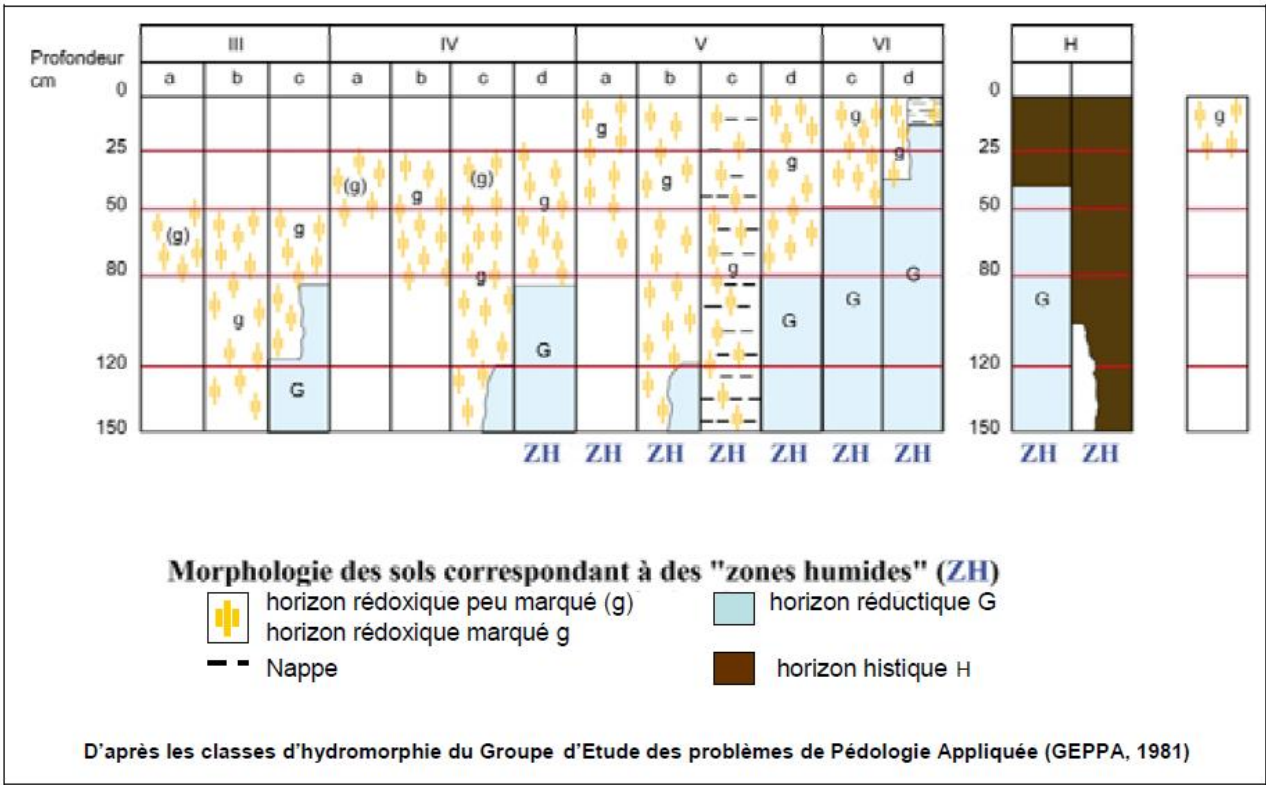 III IV V VI H
Profondeur
cm
a b c a b c d a b c d c d
0 0
g g g
g
25 25
(g) g (g) g g g g
50 50
(g) g g
g
80 80
g G
g G G G
G
120 120
G
150 150
ZH ZH ZH ZH ZH ZH ZH ZH ZH
Morphologie des sols correspondant à des "zones humides" (ZH)
horizon rédoxique peu marqué (g) horizon réductique G
horizon rédoxique marqué g
Nappe horizon histique H
D'après les classes d'hydromorphie du Groupe d'Etude des problèmes de Pédologie Appliquée (GEPPA, 1981)